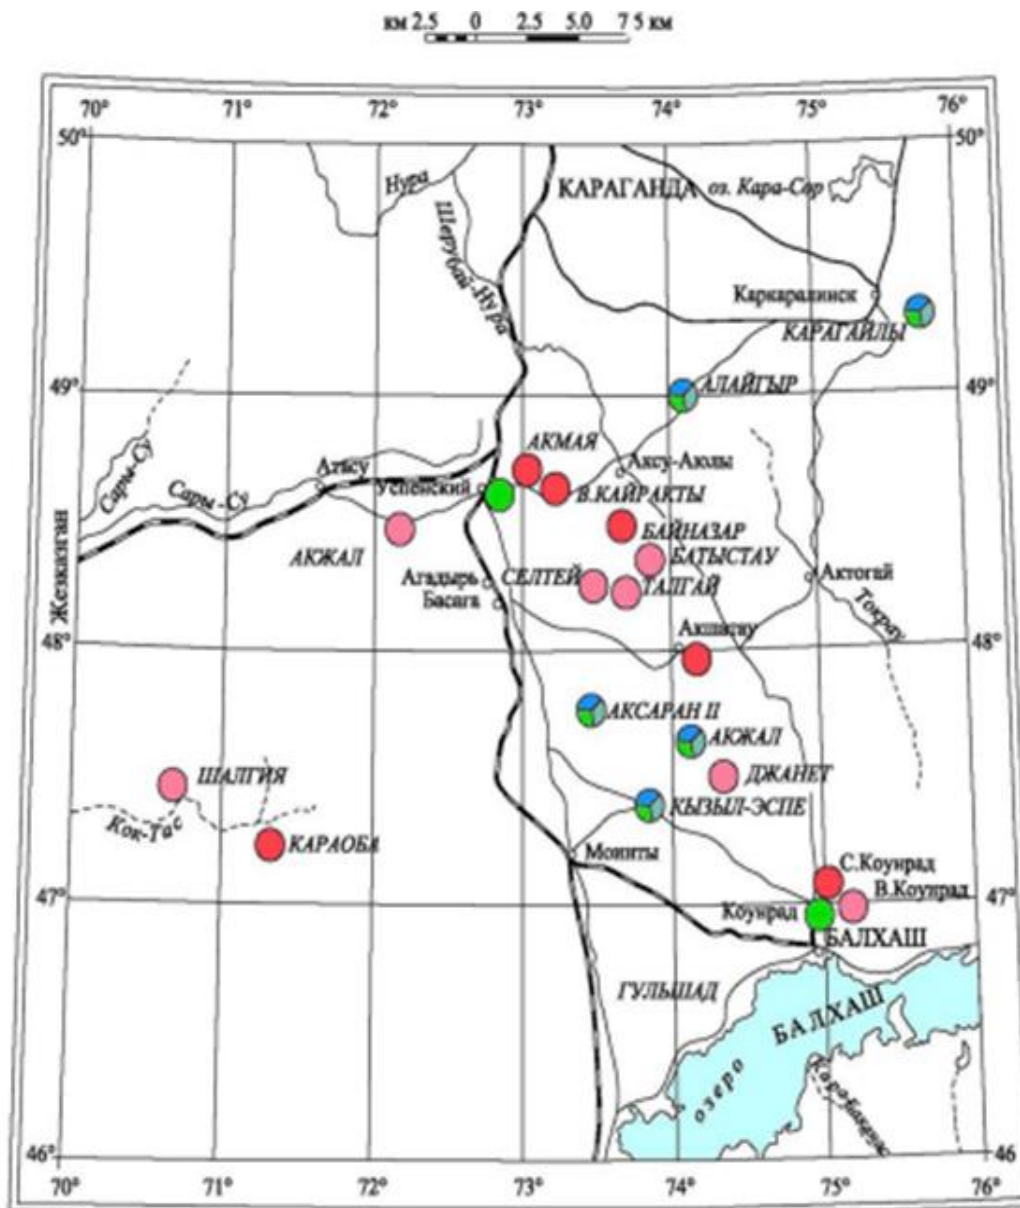 км 2.5 0 2.5 5.0 7 5 км
70° 71° 72° 73° 74° 75° 76°
50° 50°
Нура
КАРАГАНДА оз. Кара-Сор
Шерубай-Нура
Каркаралинск
КАРАГАЙЛЫ
49° 49°
АЛАЙГЫР
АКМАЯ
Аксу-Аюлы
Атасу
Сары-Су
Сары-Су
Успенский
В.КАЙРАКТЫ
БАЙНАЗАР
АКЖАЛ
БАТЫСТАУ
Агадырь
СЕЛТЕЙ
ТАЛГАЙ
Актогай
Басага
Жезказган
Токрау
Акшатау
48° 48°
АКСАРАН II
АКЖАЛ
ШАЛГИЯ
ДЖАНЕТ
Кок-Тас
КЫЗЫЛ-ЭСПЕ
КАРАОБА
Моинты
С.Коунрад
В.Коунрад
47° 47°
Коунрад
БАЛХАШ
ГУЛЬШАД
озеро БАЛХАШ
46° 46
70° 71° 72° 73° 74° 75° 76°